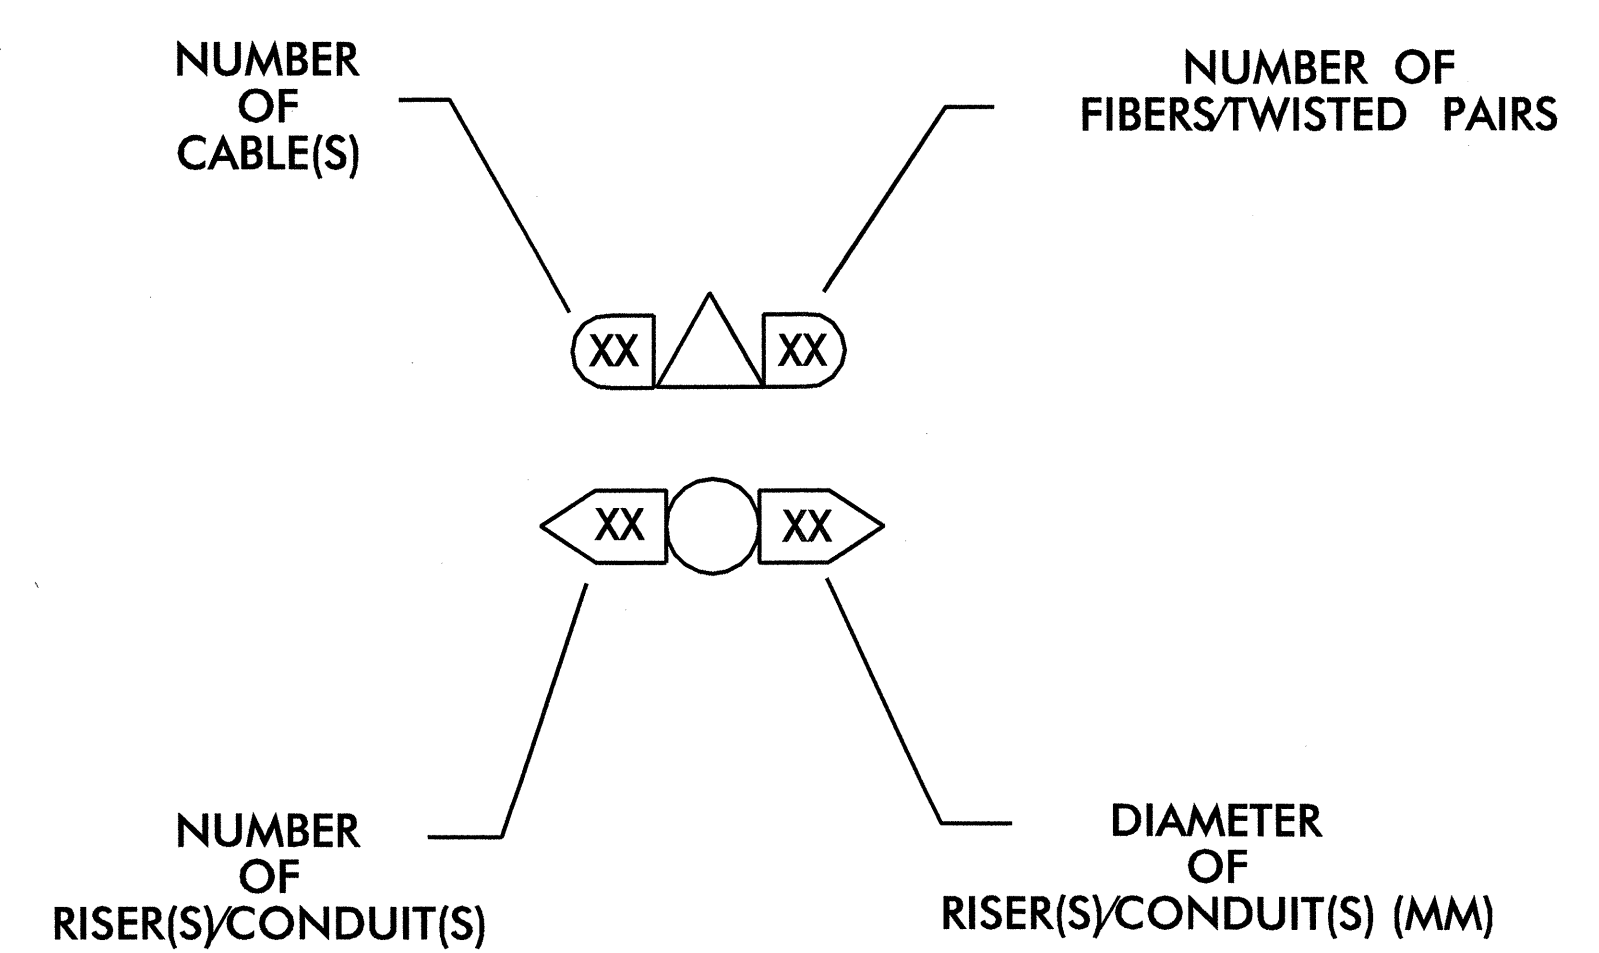 NUMBER
OF
CABLE(S)
NUMBER OF
FIBERS/TWISTED PAIRS
XX XX
XX XX
NUMBER
OF
RISER(S)/CONDUIT(S)
DIAMETER
OF
RISER(S)/CONDUIT(S) (MM)